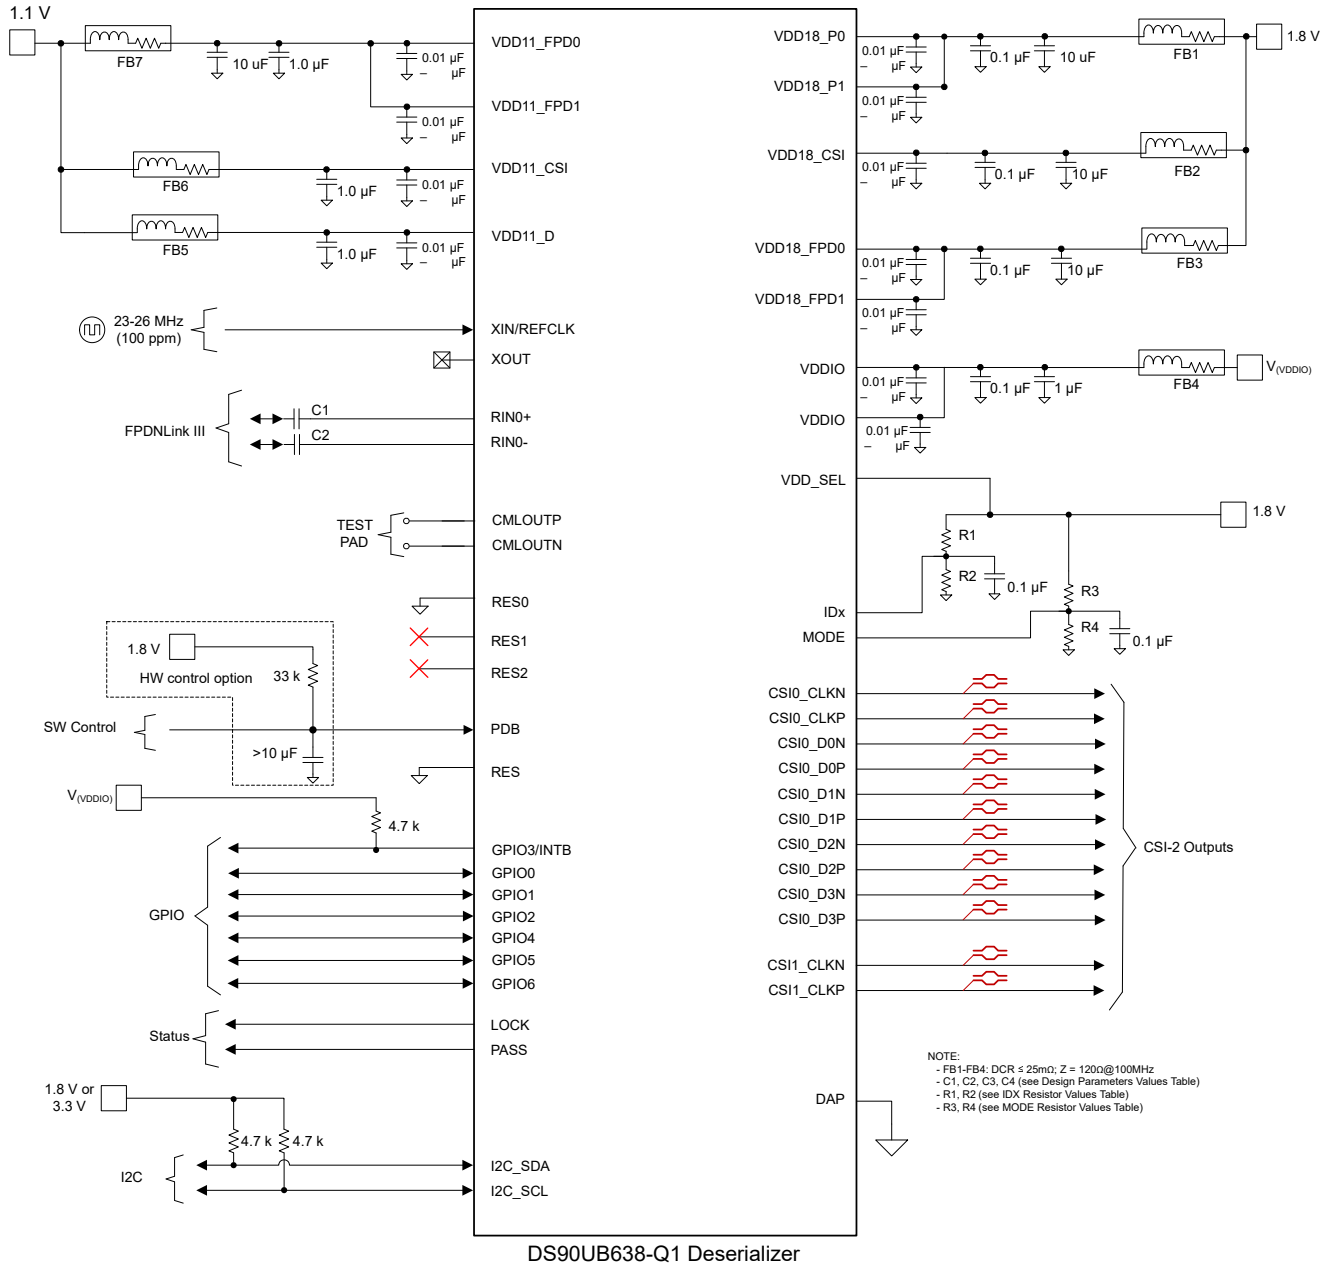 1.1 V
FB7
10 uF
1.0 µF
0.01 µF
– µF
VDD11_FPD0
0.01 µF
– µF
VDD11_FPD1
FB6
1.0 µF
0.01 µF
– µF
VDD11_CSI
FB5
1.0 µF
0.01 µF
– µF
VDD11_D
23-26 MHz
(100 ppm)
XIN/REFCLK
XOUT
FPDNLink III
C1
RIN0+
C2
RIN0-
TEST
PAD
CMLOUTP
CMLOUTN
RES0
RES1
RES2
1.8 V
HW control option
33 k
SW Control
>10 µF
PDB
RES
V(VDDIO)
4.7 k
GPIO
GPIO3/INTB
GPIO0
GPIO1
GPIO2
GPIO4
GPIO5
GPIO6
Status
LOCK
PASS
1.8 V or
3.3 V
4.7 k
4.7 k
I2C
I2C_SDA
I2C_SCL
VDD18_P0
0.01 µF
– µF
0.1 µF
10 uF
FB1
1.8 V
VDD18_P1
0.01 µF
– µF
VDD18_CSI
0.01 µF
– µF
0.1 µF
10 µF
FB2
VDD18_FPD0
0.01 µF
– µF
0.1 µF
10 µF
FB3
VDD18_FPD1
0.01 µF
– µF
VDDIO
0.01 µF
– µF
0.1 µF
1 µF
FB4
V(VDDIO)
VDDIO
0.01 µF
– µF
VDD_SEL
1.8 V
R1
R2
0.1 µF
R3
R4
0.1 µF
IDx
MODE
CSI0_CLKN
CSI0_CLKP
CSI0_D0N
CSI0_D0P
CSI0_D1N
CSI0_D1P
CSI0_D2N
CSI0_D2P
CSI0_D3N
CSI0_D3P
CSI1_CLKN
CSI1_CLKP
CSI-2 Outputs
DAP
NOTE:
- FB1-FB4: DCR ≤ 25mΩ; Z = 120Ω@100MHz
- C1, C2, C3, C4 (see Design Parameters Values Table)
- R1, R2 (see IDX Resistor Values Table)
- R3, R4 (see MODE Resistor Values Table)
DS90UB638-Q1 Deserializer